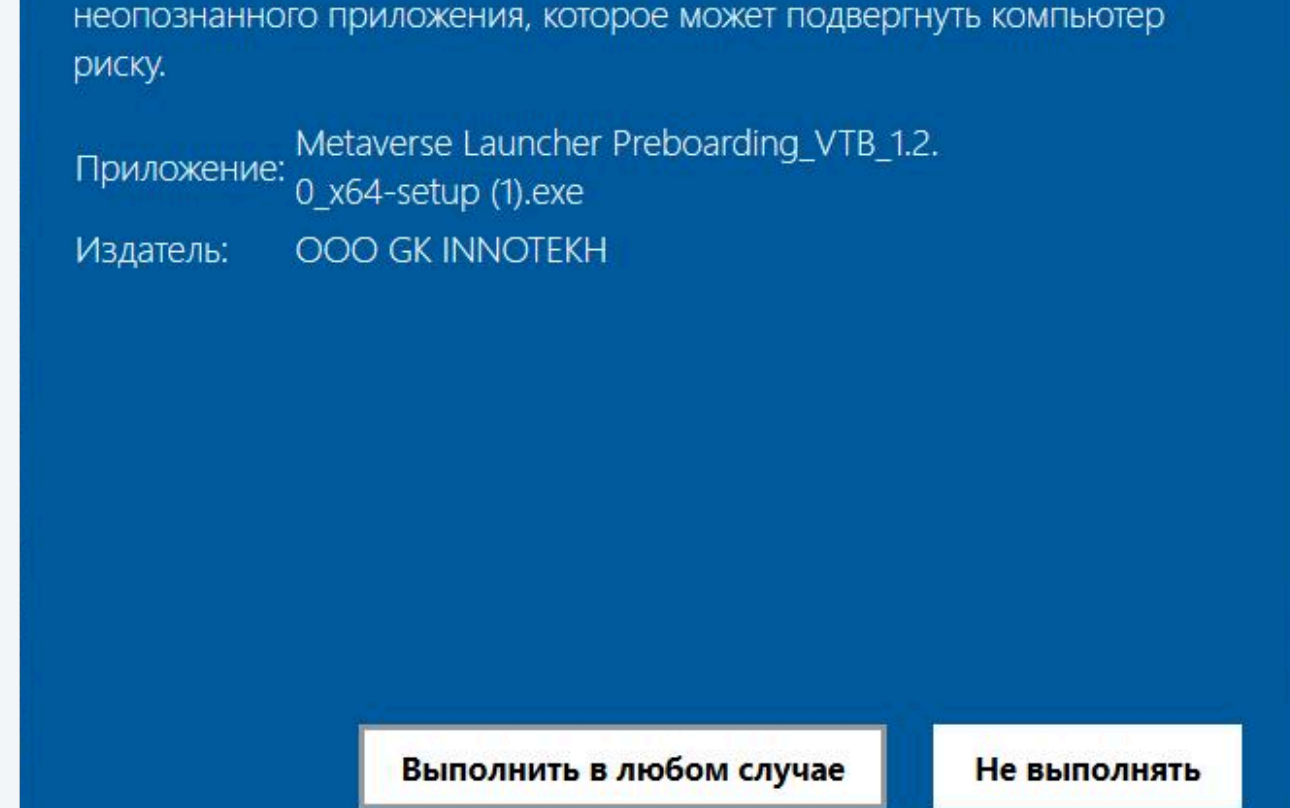 неопознанного приложения, которое может подвергнуть компьютер
риску.
Приложение: Metaverse Launcher Preboarding_VTB_1.2.
0_x64-setup (1).exe
Издатель: OOO GK INNOTEKH
Выполнить в любом случае Не выполнять